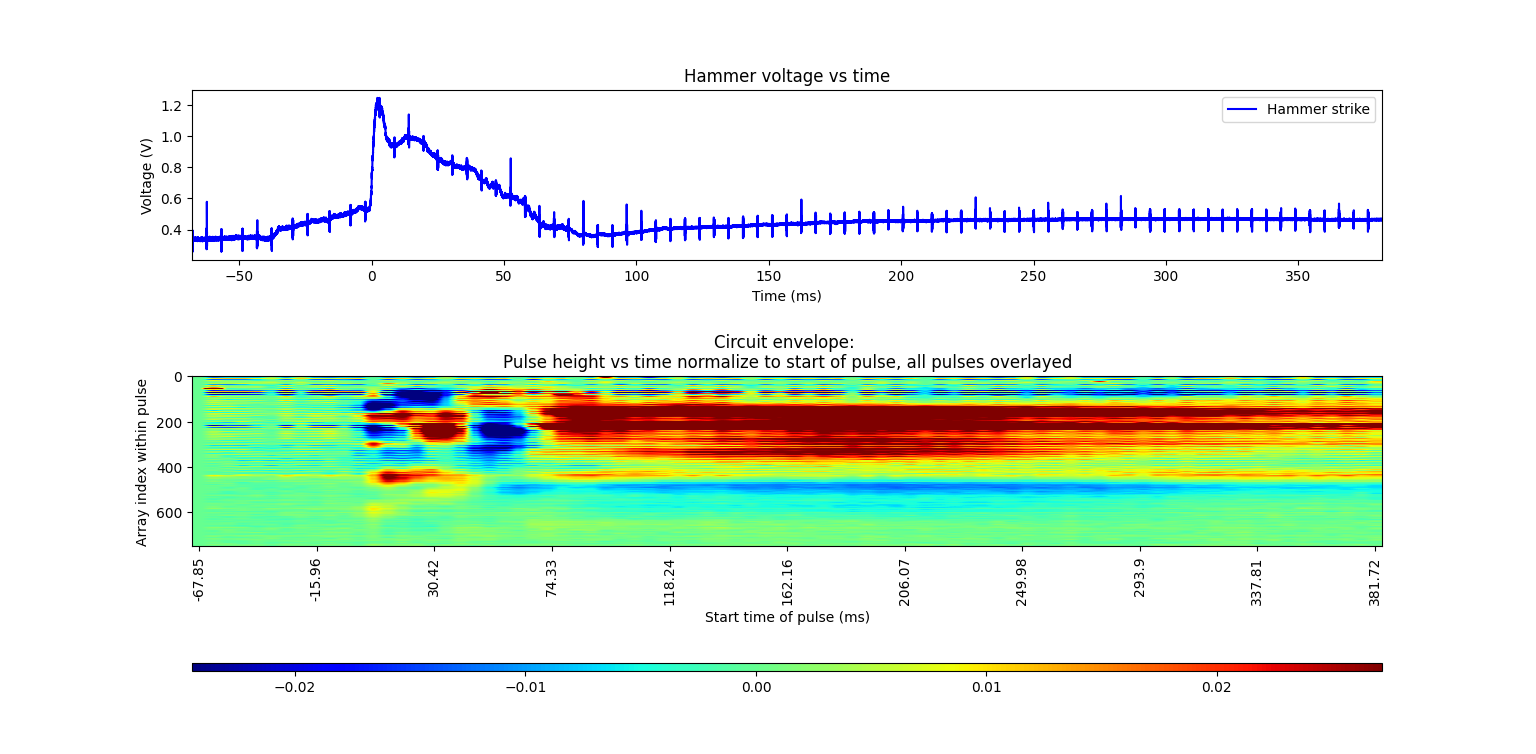 Hammer voltage vs time
Hammer strike
Voltage (V)
1.2
1.0
0.8
0.6
0.4
−50 0 50 100 150 200 250 300 350
Time (ms)
Circuit envelope:
Pulse height vs time normalize to start of pulse, all pulses overlayed
Array index within pulse
0
200
400
600
-67.85 -15.96 30.42 74.33 118.24 162.16 206.07 249.98 293.9 337.81 381.72
Start time of pulse (ms)
−0.02 −0.01 0.00 0.01 0.02